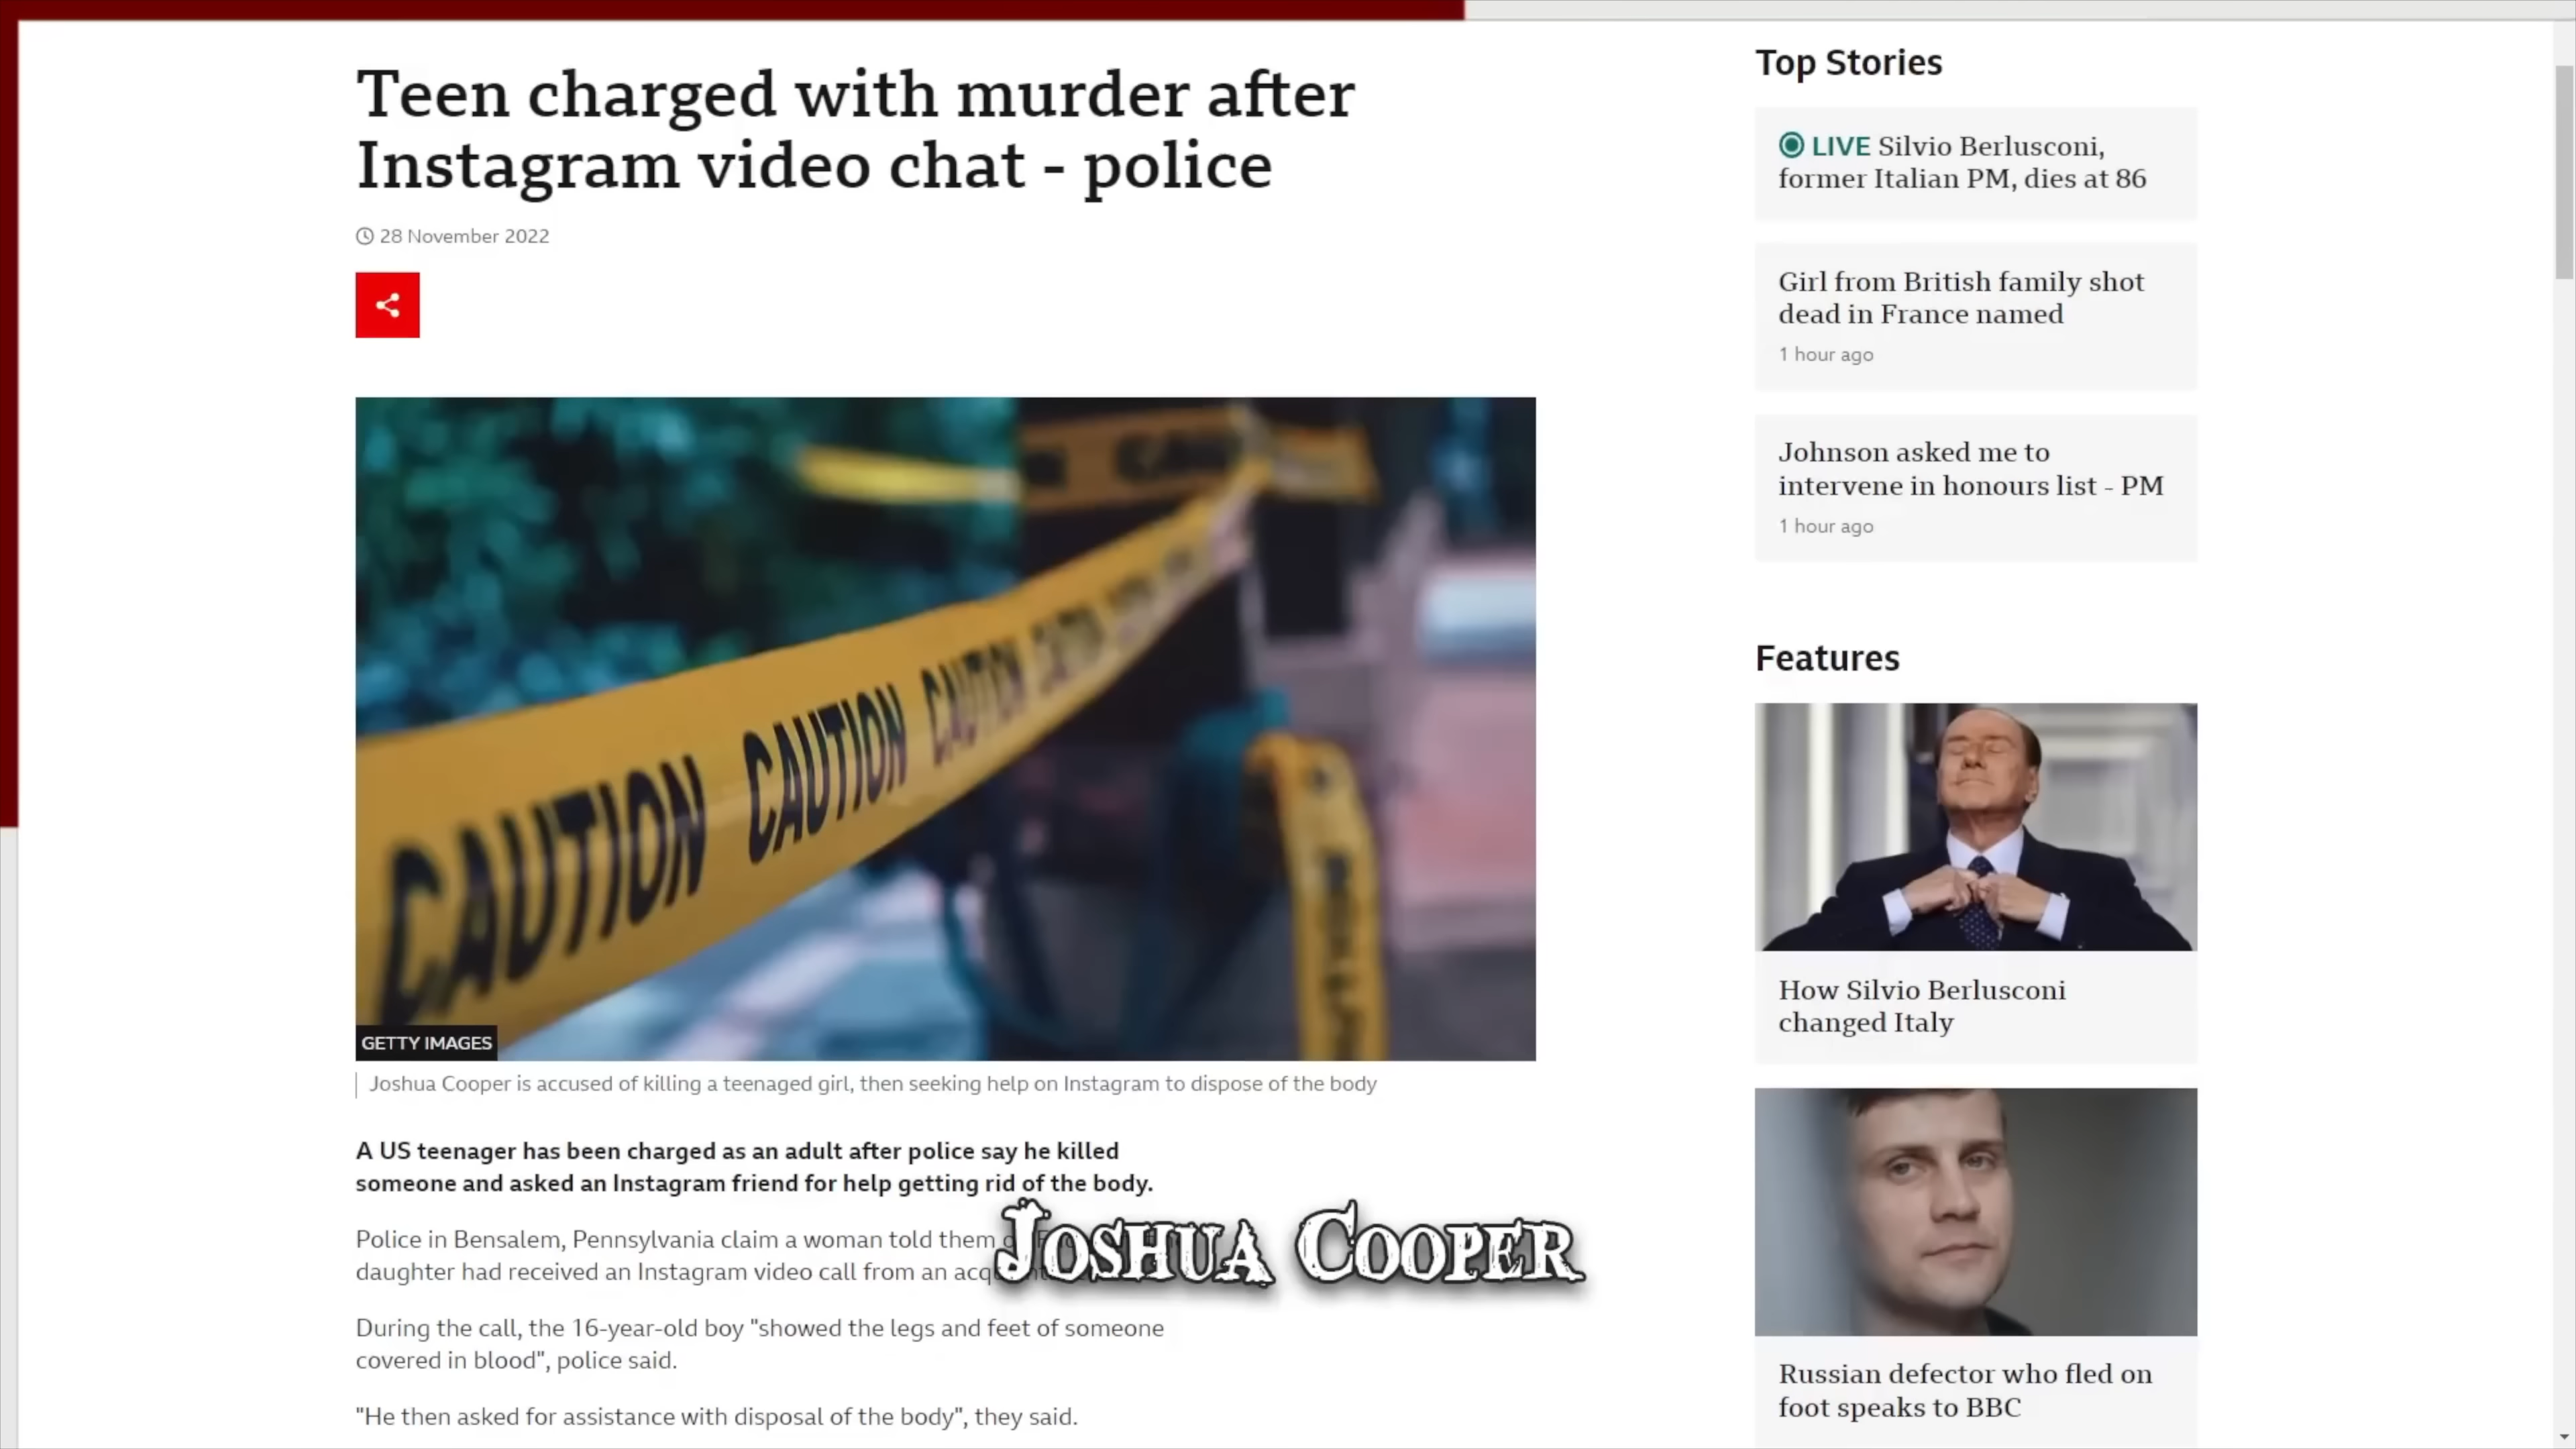 Teen charged with murder after
Instagram video chat - police
28 November 2022
CAUTION CAUTION CAUTION CAUTION
GETTY IMAGES
Joshua Cooper is accused of killing a teenaged girl, then seeking help on Instagram to dispose of the body
A US teenager has been charged as an adult after police say he killed
someone and asked an Instagram friend for help getting rid of the body.
Police in Bensalem, Pennsylvania claim a woman told them
daughter had received an Instagram video call from an
JOSHUA COOPER
During the call, the 16-year-old boy "showed the legs and feet of someone
covered in blood", police said.
"He then asked for assistance with disposal of the body", they said.
Top Stories
LIVE Silvio Berlusconi,
former Italian PM, dies at 86
Girl from British family shot
dead in France named
1 hour ago
Johnson asked me to
intervene in honours list - PM
1 hour ago
Features
How Silvio Berlusconi
changed Italy
Russian defector who fled on
foot speaks to BBC